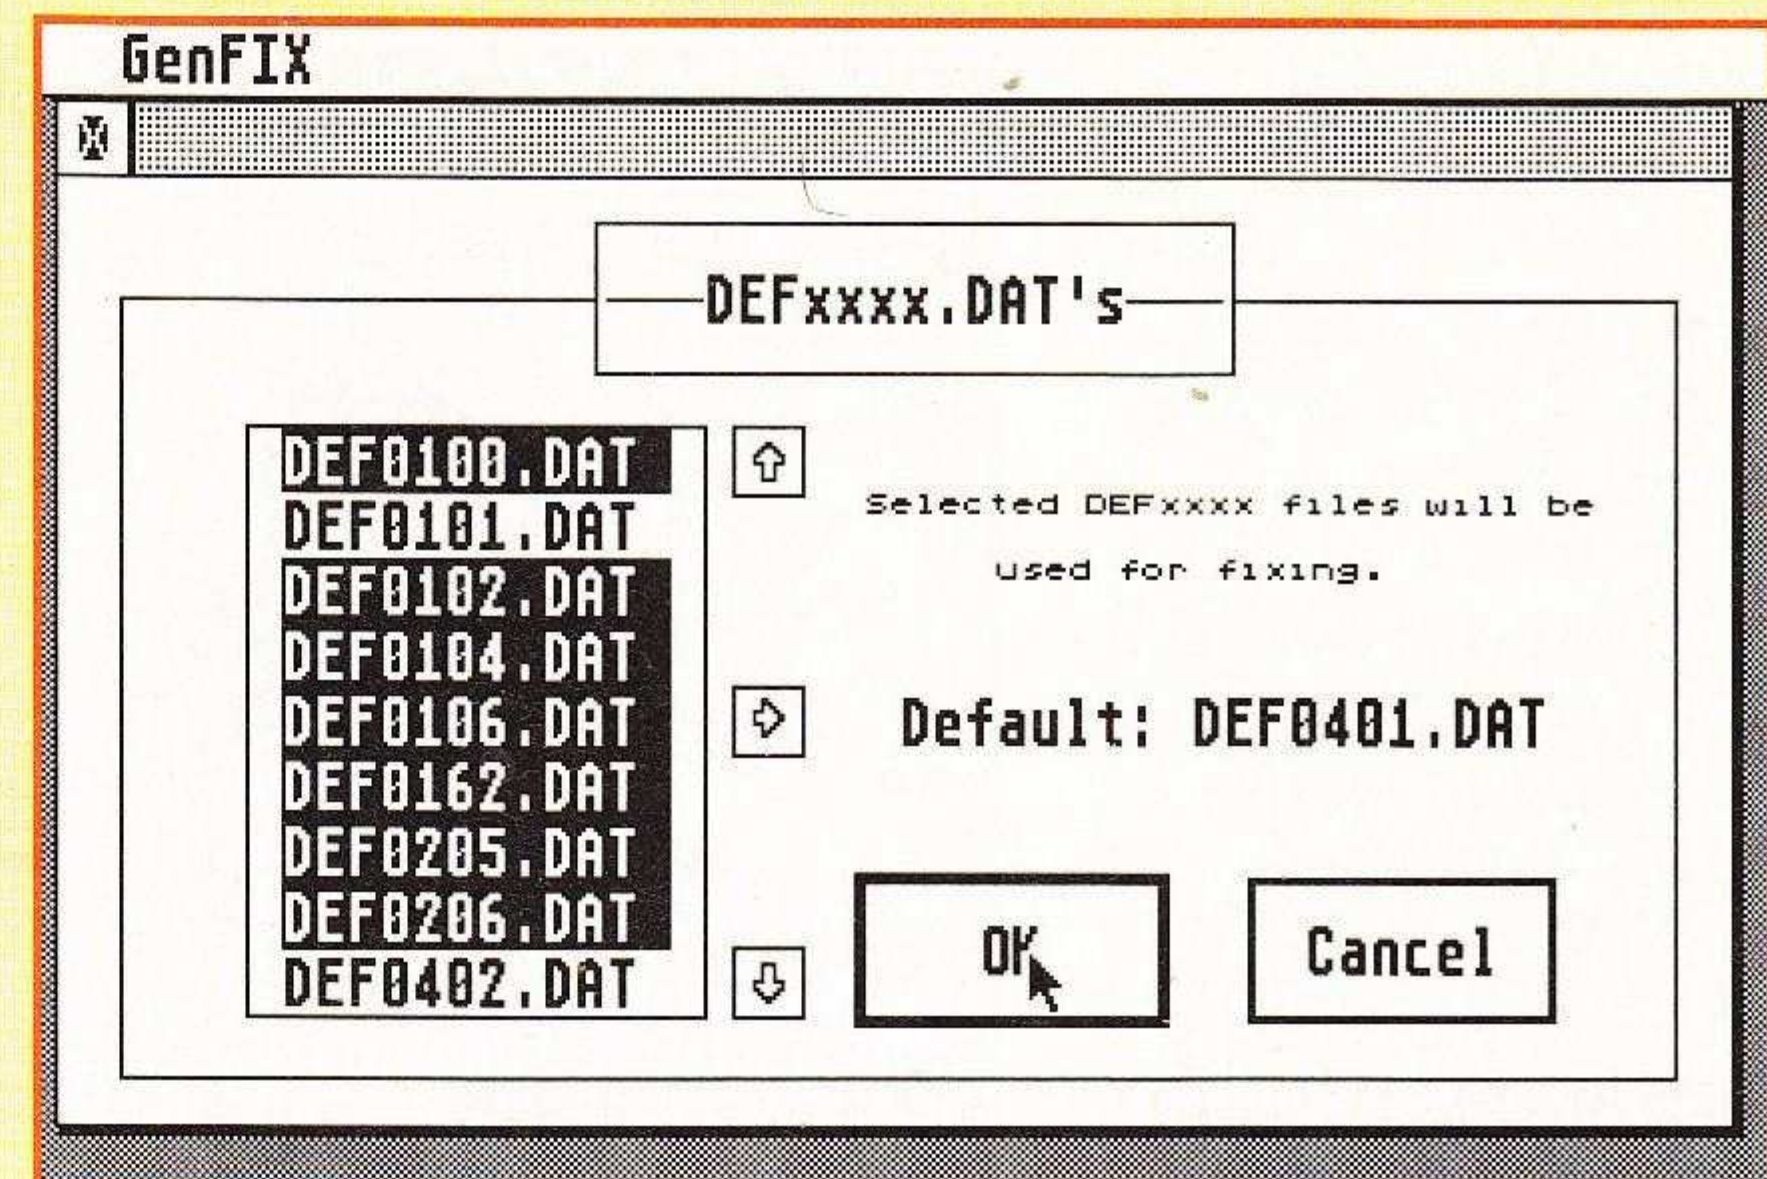 GenFIX
DEFxxxx.DAT's
DEF0100.DAT
DEF0101.DAT
DEF0102.DAT
DEF0104.DAT
DEF0106.DAT
DEF0162.DAT
DEF0205.DAT
DEF0206.DAT
DEF0402.DAT
Selected DEFxxxx files will be
used for fixing.
Default: DEF0401.DAT
OK
Cancel